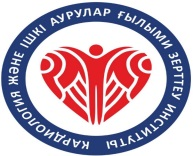 КАРДИОЛОГИЯ ЖӘНЕ ІШКІ АУРУЛАР ҒЫЛЫМИ ЗЕРТТЕУ ИНСТИТУТЫ